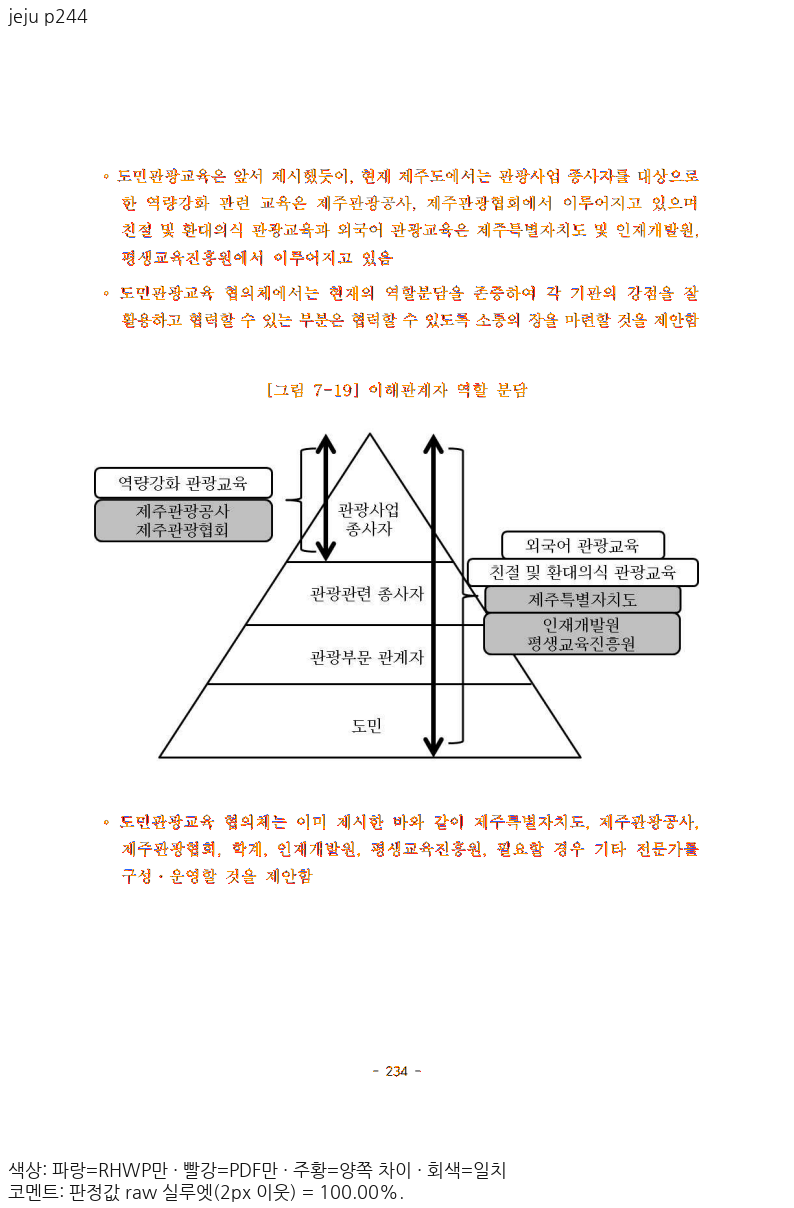 jeju p244
◦ 도민관광교육은 앞서 제시했듯이, 현재 제주도에서는 관광사업 종사자를 대상으로
한 역량강화 관련 교육은 제주관광공사, 제주관광협회에서 이루어지고 있으며
친절 및 환대의식 관광교육과 외국어 관광교육은 제주특별자치도 및 인재개발원,
평생교육진흥원에서 이루어지고 있음
◦ 도민관광교육 협의체에서는 현재의 역할분담을 존중하여 각 기관의 강점을 잘
활용하고 협력할 수 있는 부분은 협력할 수 있도록 소통의 장을 마련할 것을 제안함
[그림 7-19] 이해관계자 역할 분담
역량강화 관광교육
제주관광공사
제주관광협회
관광사업
종사자
관광관련 종사자
관광부문 관계자
도민
외국어 관광교육
친절 및 환대의식 관광교육
제주특별자치도
인재개발원
평생교육진흥원
◦ 도민관광교육 협의체는 이미 제시한 바와 같이 제주특별자치도, 제주관광공사,
제주관광협회, 학계, 인재개발원, 평생교육진흥원, 필요할 경우 기타 전문가를
구성·운영할 것을 제안함
- 234 -
색상: 파랑=RHWP만 · 빨강=PDF만 · 주황=양쪽 차이 · 회색=일치
코멘트: 판정값 raw 실루엣(2px 이웃) = 100.00%.